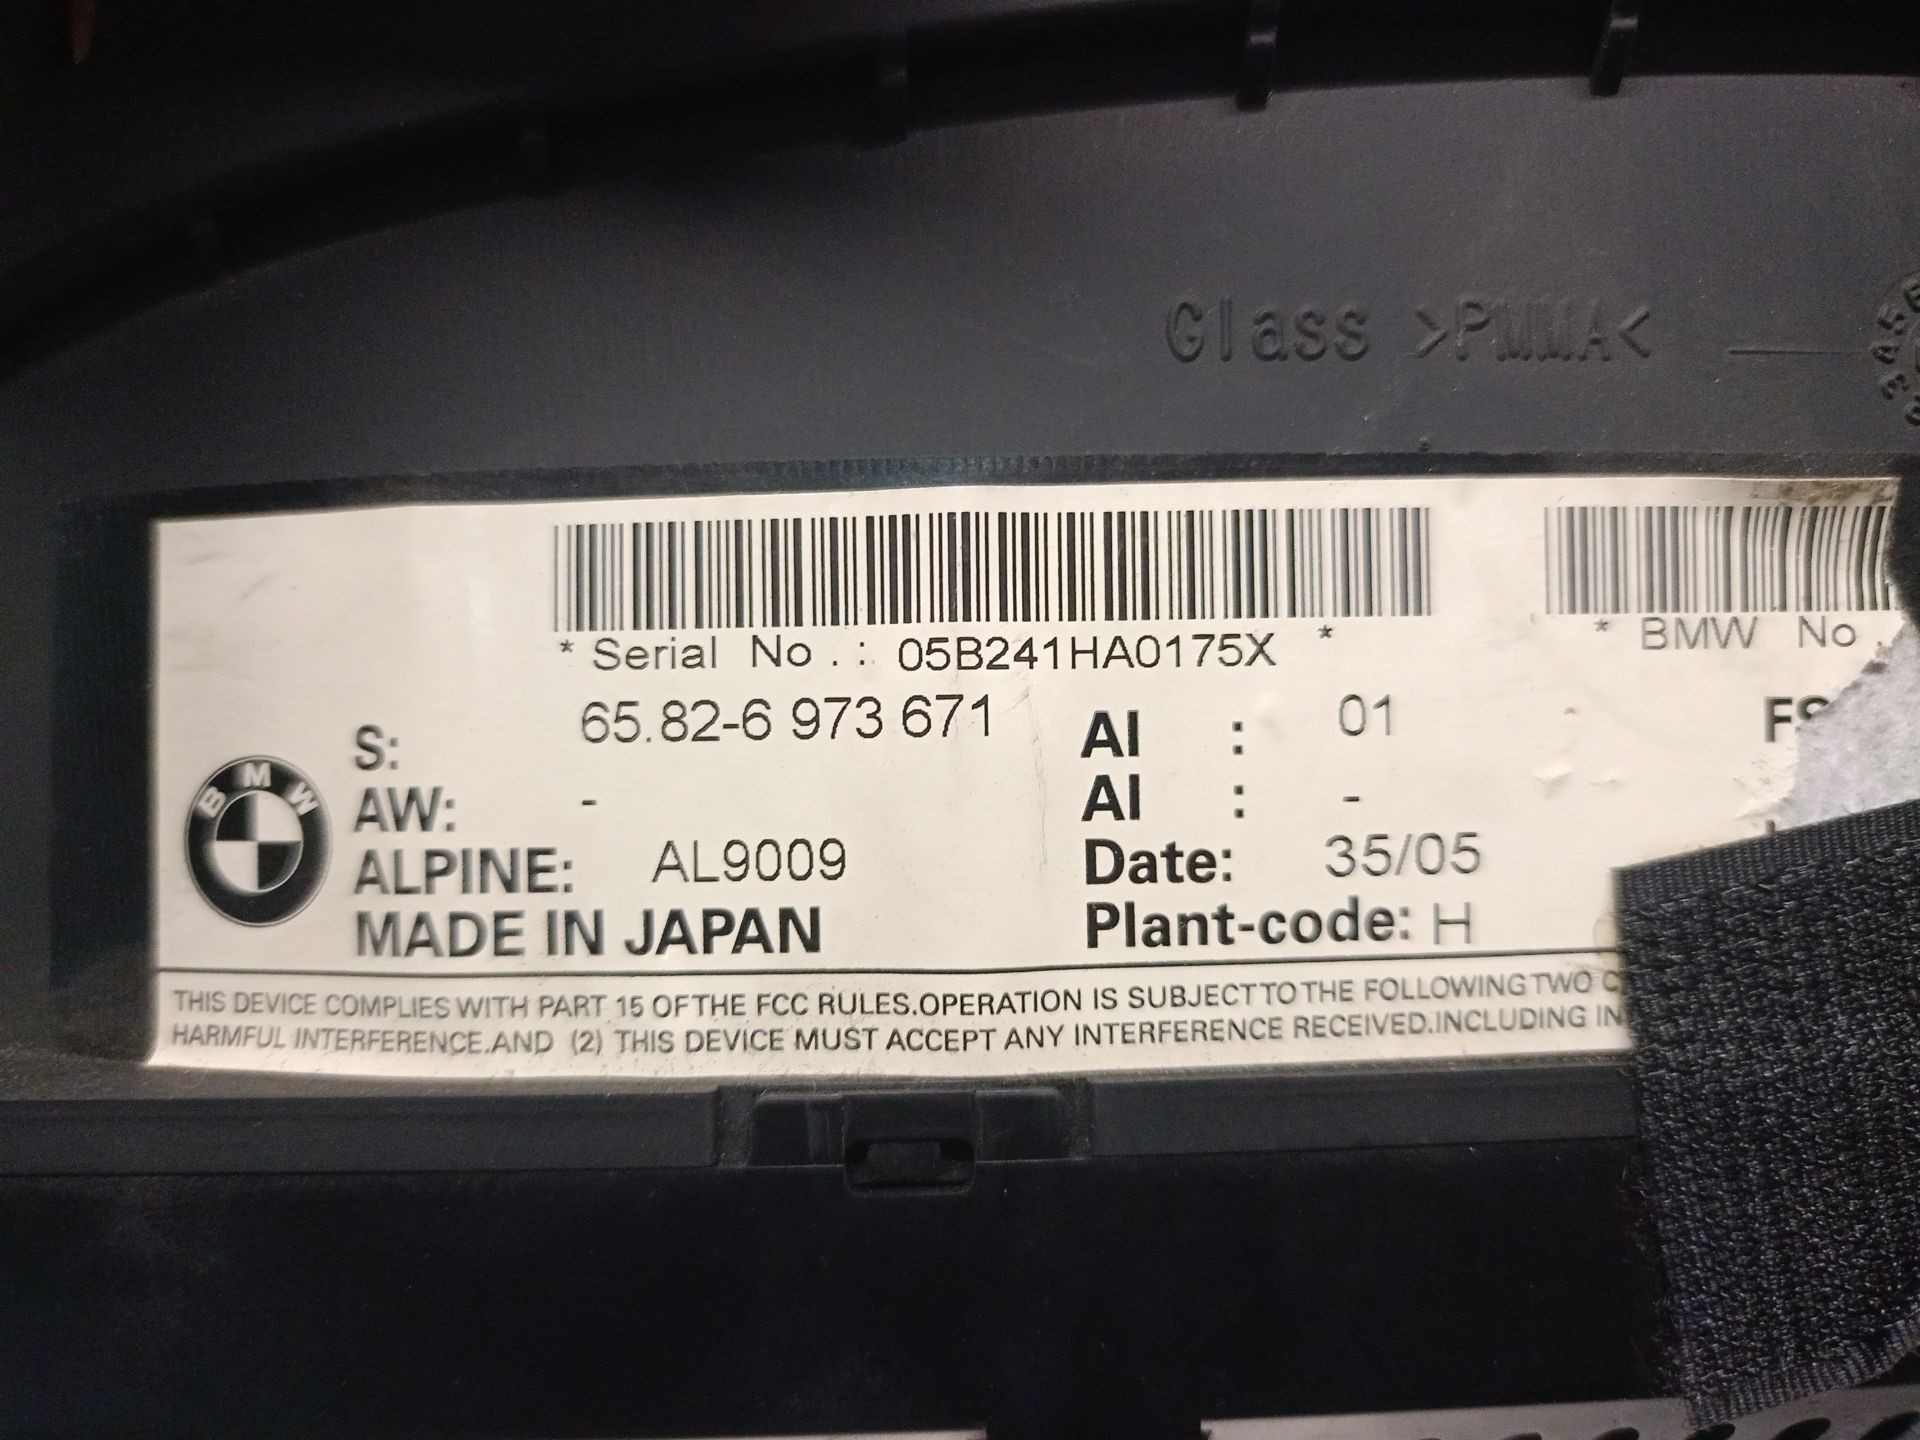 Glass >PMMA<
* Serial No.: 05B241HA0175X *
* BMW No.
S: 65.82-6 973 671 AI : 01
AW: - AI : -
BMW
ALPINE: AL9009 Date: 35/05
MADE IN JAPAN Plant-code: H
THIS DEVICE COMPLIES WITH PART 15 OF THE FCC RULES.OPERATION IS SUBJECT TO THE FOLLOWING TWO
HARMFUL INTERFERENCE.AND (2) THIS DEVICE MUST ACCEPT ANY INTERFERENCE RECEIVED.INCLUDING